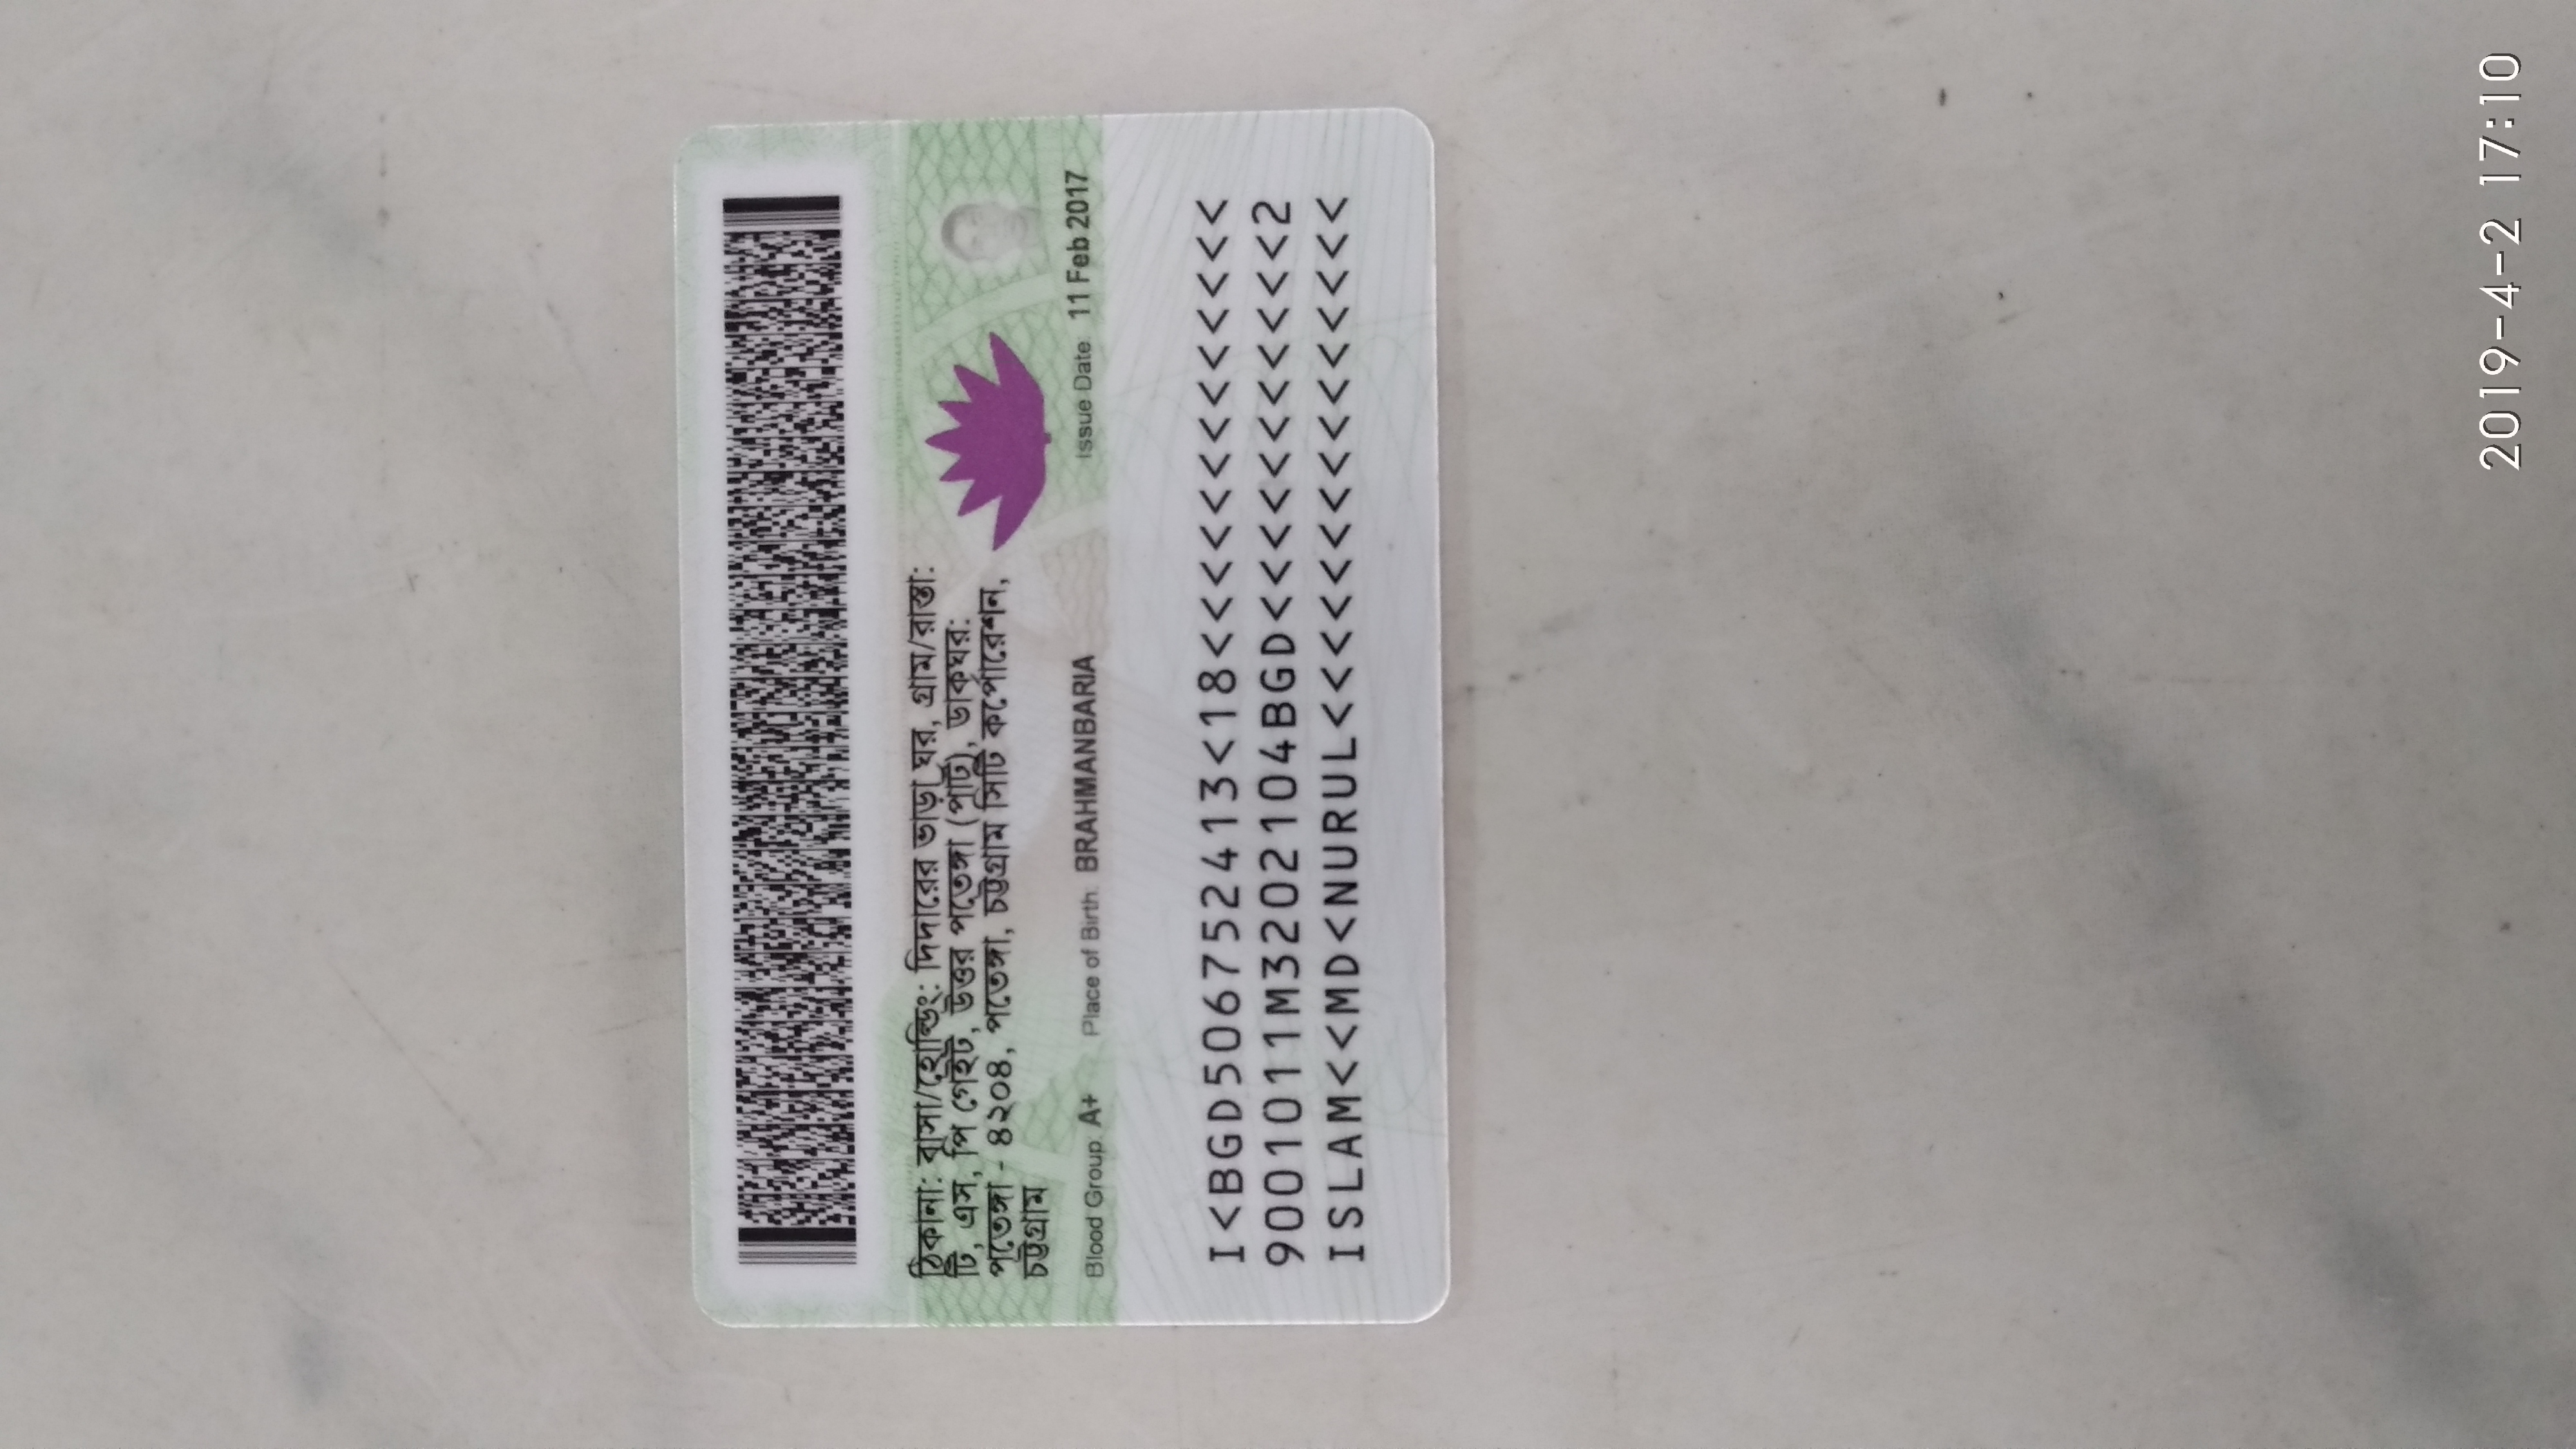 ঠিকানা: বাসা/হোল্ডিং: দিদারের ভাড়া ঘর, গ্রাম/রাস্তা:
টি, এস, পি গেইট, উত্তর পতেঙ্গা (পার্ট), ডাকঘর:
পতেঙ্গা - ৪২০৪, পতেঙ্গা, চট্টগ্রাম সিটি কর্পোরেশন,
চট্টগ্রাম
Blood Group: A+ Place of Birth: BRAHMANBARIA Issue Date: 11 Feb 2017
I<BGD506752413<18<<<<<<<<<<<<<
9001011M3202104BGD<<<<<<<<<<<2
ISLAM<<MD<NURUL<<<<<<<<<<<<<<<
2019-4-2 17:10